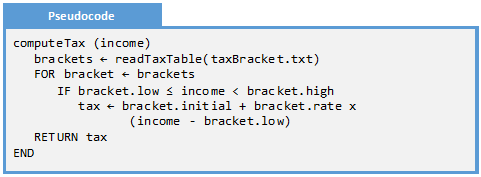 Pseudocode
computeTax (income)
brackets ← readTaxTable(taxBracket.txt)
FOR bracket ← brackets
IF bracket.low ≤ income < bracket.high
tax ← bracket.initial + bracket.rate x
(income - bracket.low)
RETURN tax
END